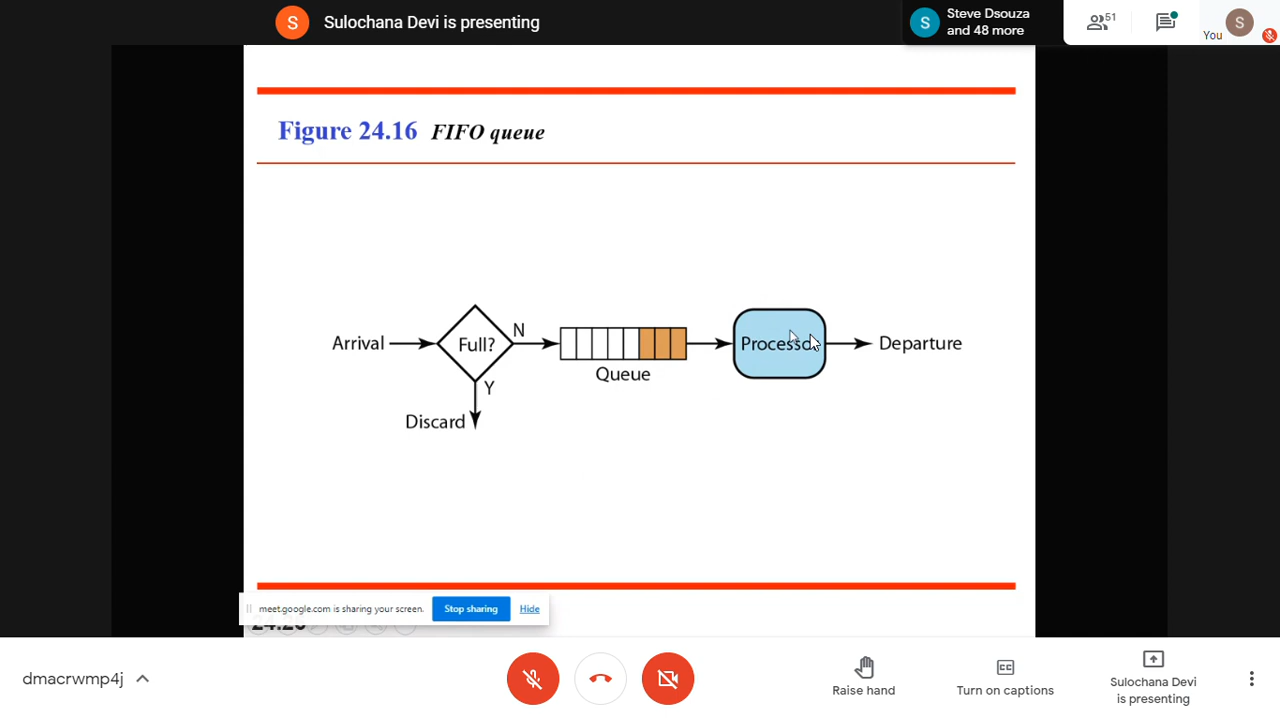 S Sulochana Devi is presenting
S Steve Dsouza
and 48 more
51
S
You
Figure 24.16 FIFO queue
Arrival
Full?
N
Y
Discard
Queue
Processor
Departure
meet.google.com is sharing your screen. Stop sharing Hide
dmacrwmp4j
Raise hand
CC
Turn on captions
Sulochana Devi
is presenting